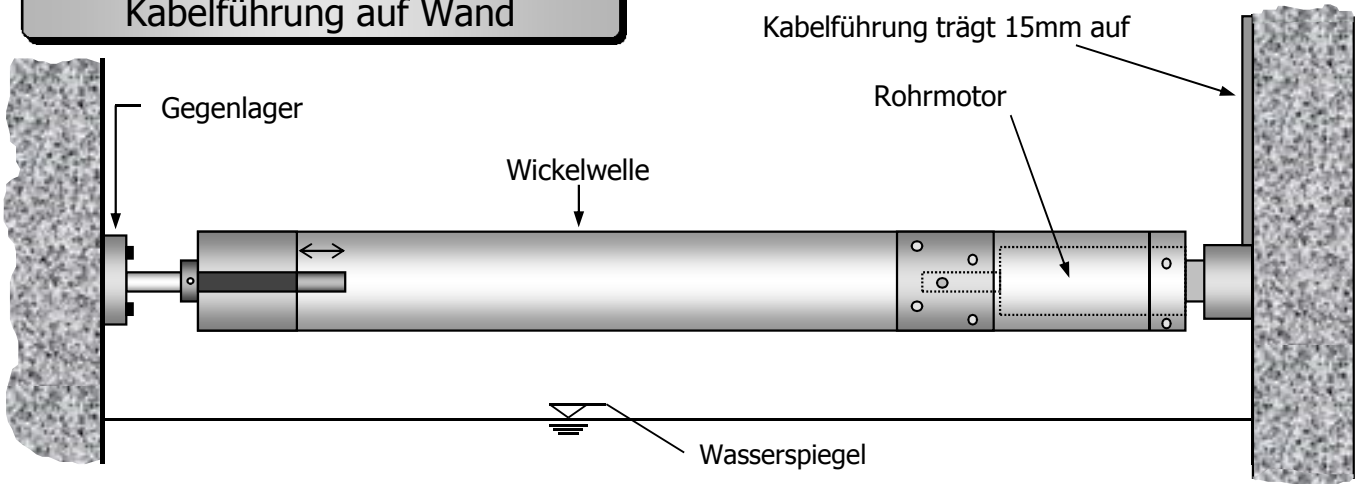 Kabelführung auf Wand
Kabelführung trägt 15mm auf
Rohrmotor
Gegenlager
Wickelwelle
Wasserspiegel